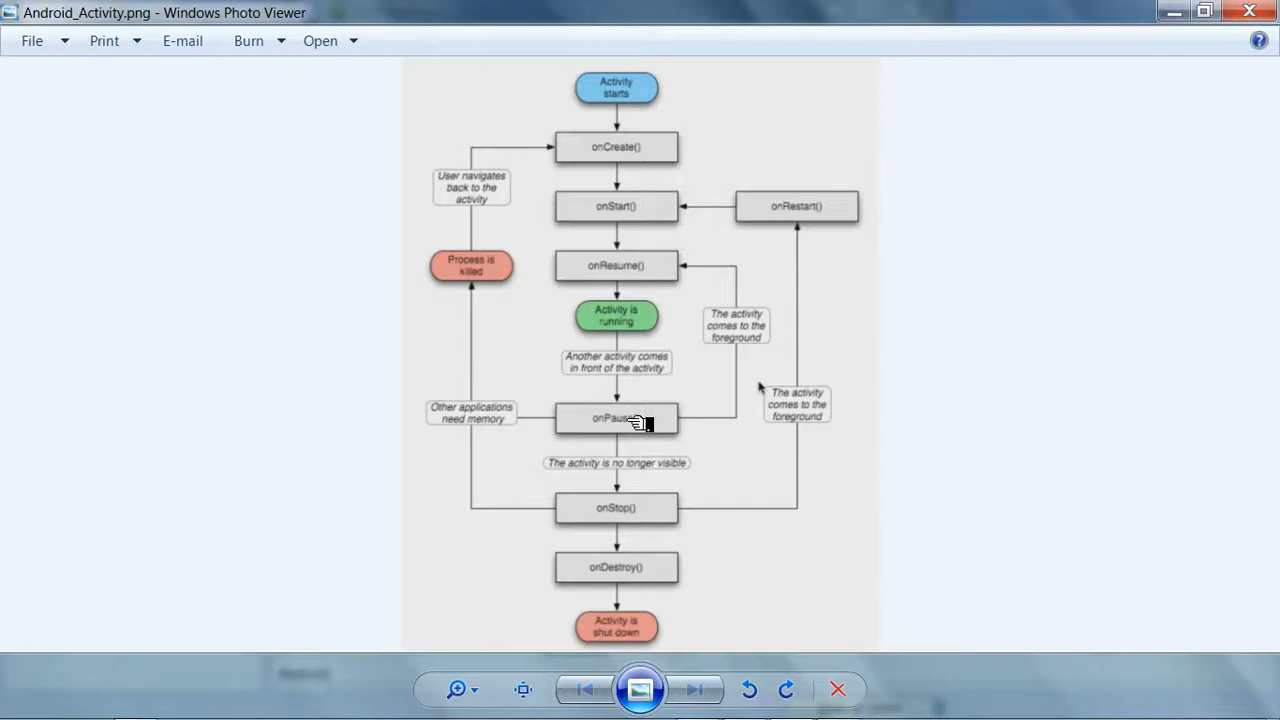 Android_Activity.png - Windows Photo Viewer
File Print E-mail Burn Open
Activity
starts
onCreate()
User navigates
back to the
activity
onStart()
onRestart()
Process is
killed
onResume()
Activity is
running
The activity
comes to the
foreground
Another activity comes
in front of the activity
The activity
comes to the
foreground
Other applications
need memory
The activity is no longer visible
onStop()
onDestroy()
Activity is
shut down